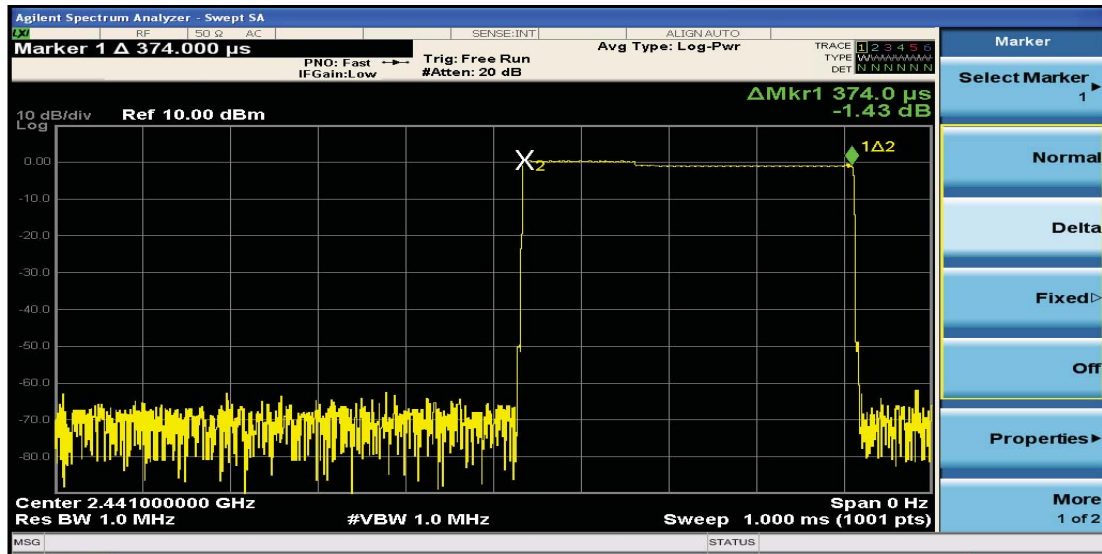 Agilent Spectrum Analyzer - Swept SA
LXI RF 50 Ω AC SENSE:INT ALIGN AUTO
Marker 1 Δ 374.000 µs
PNO: Fast
IFGain:Low
Trig: Free Run
#Atten: 20 dB
Avg Type: Log-Pwr
TRACE 1 2 3 4 5 6
TYPE
DET N N N N N N
ΔMkr1 374.0 µs
-1.43 dB
10 dB/div Ref 10.00 dBm
Log
0.00
-10.0
-20.0
-30.0
-40.0
-50.0
-60.0
-70.0
-80.0
X2
1Δ2
Center 2.441000000 GHz Span 0 Hz
Res BW 1.0 MHz #VBW 1.0 MHz Sweep 1.000 ms (1001 pts)
MSG STATUS
Marker
Select Marker
1
Normal
Delta
Fixed
Off
Properties
More
1 of 2